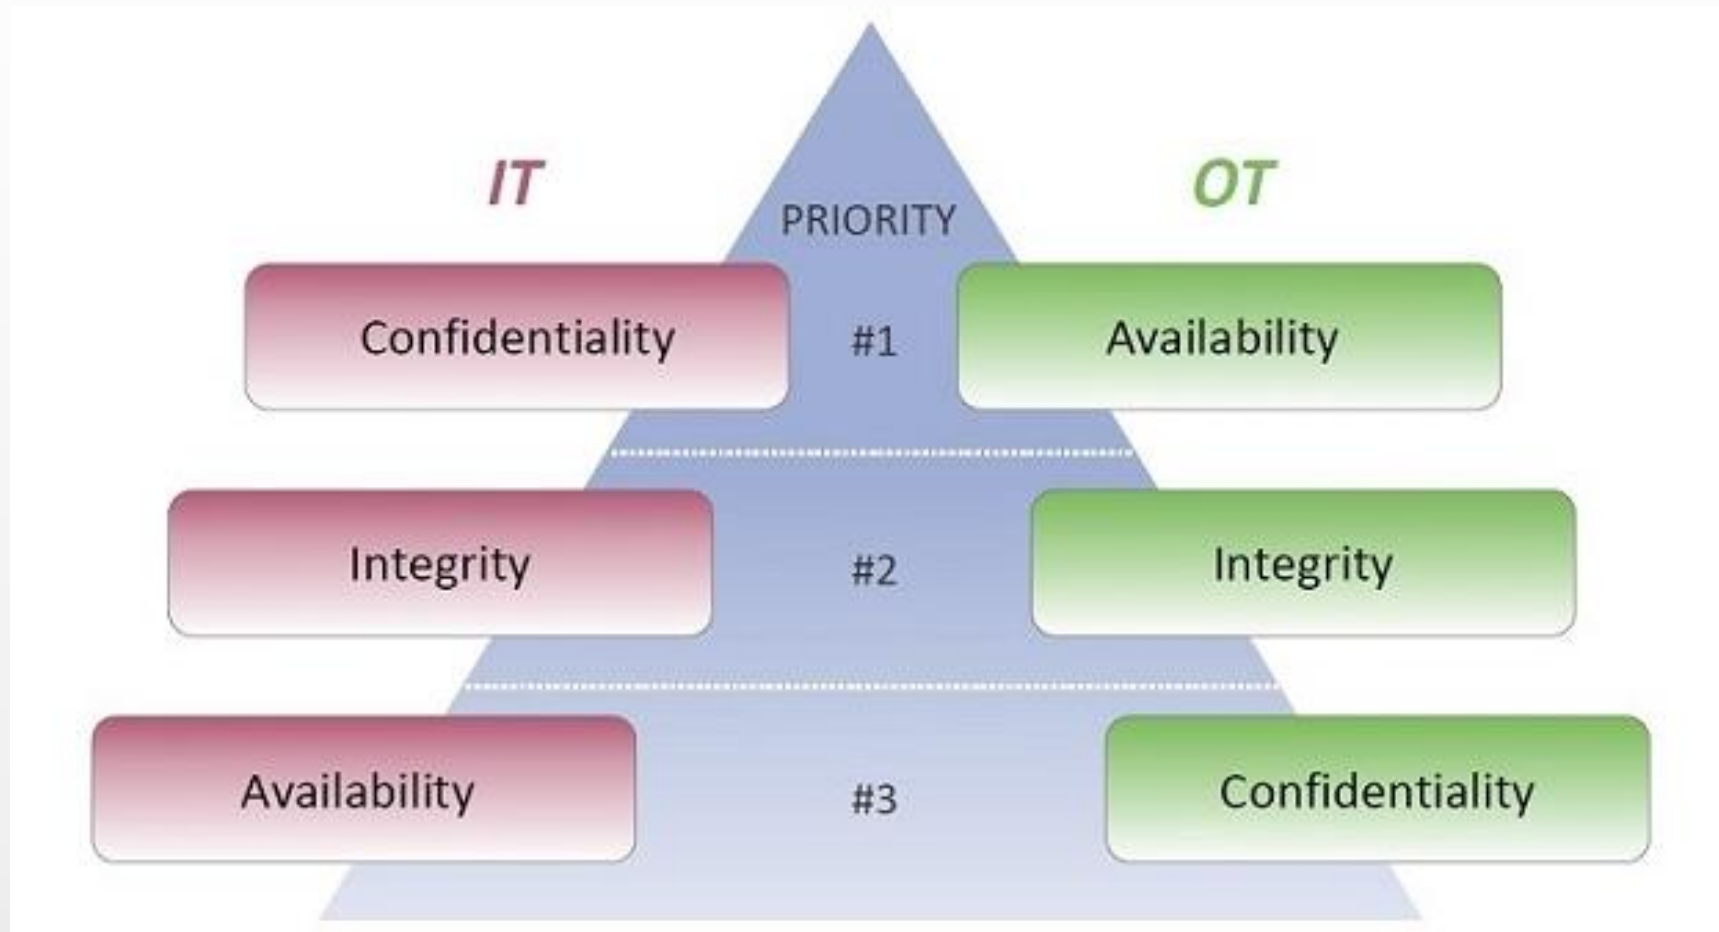 IT
OT
PRIORITY
Confidentiality
#1
Availability
Integrity
#2
Integrity
Availability
#3
Confidentiality